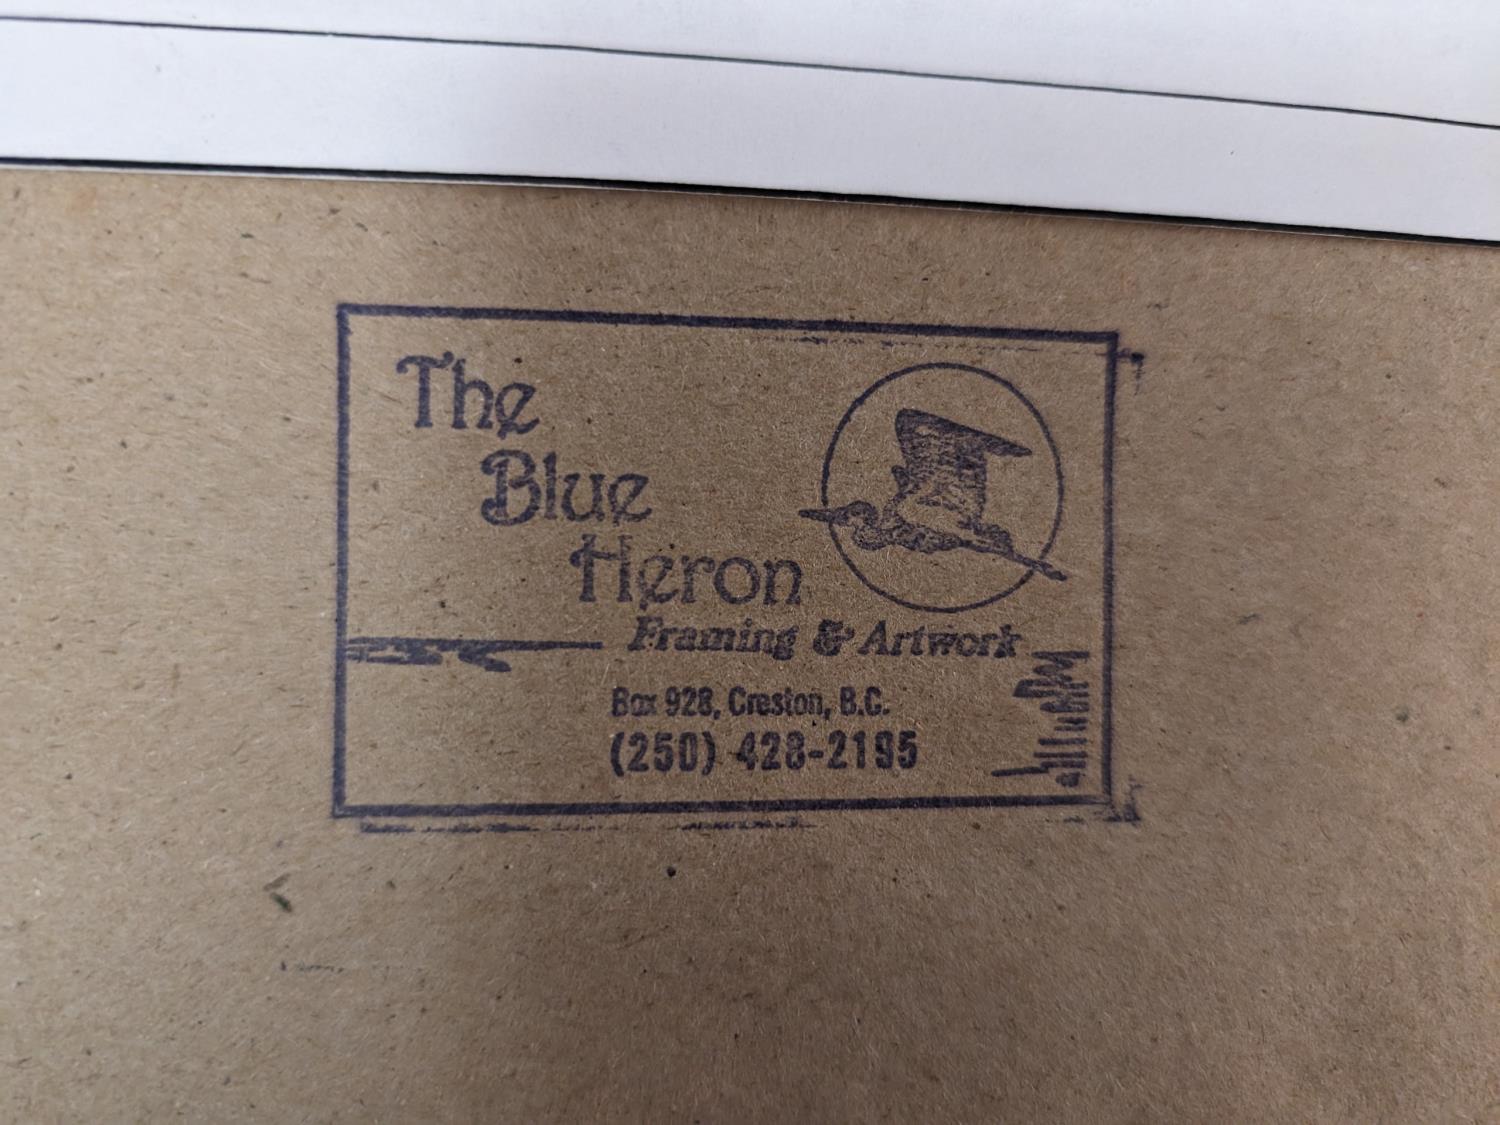 The
Blue
Heron
Framing & Artwork
Box 928, Creston, B.C.
(250) 428-2195